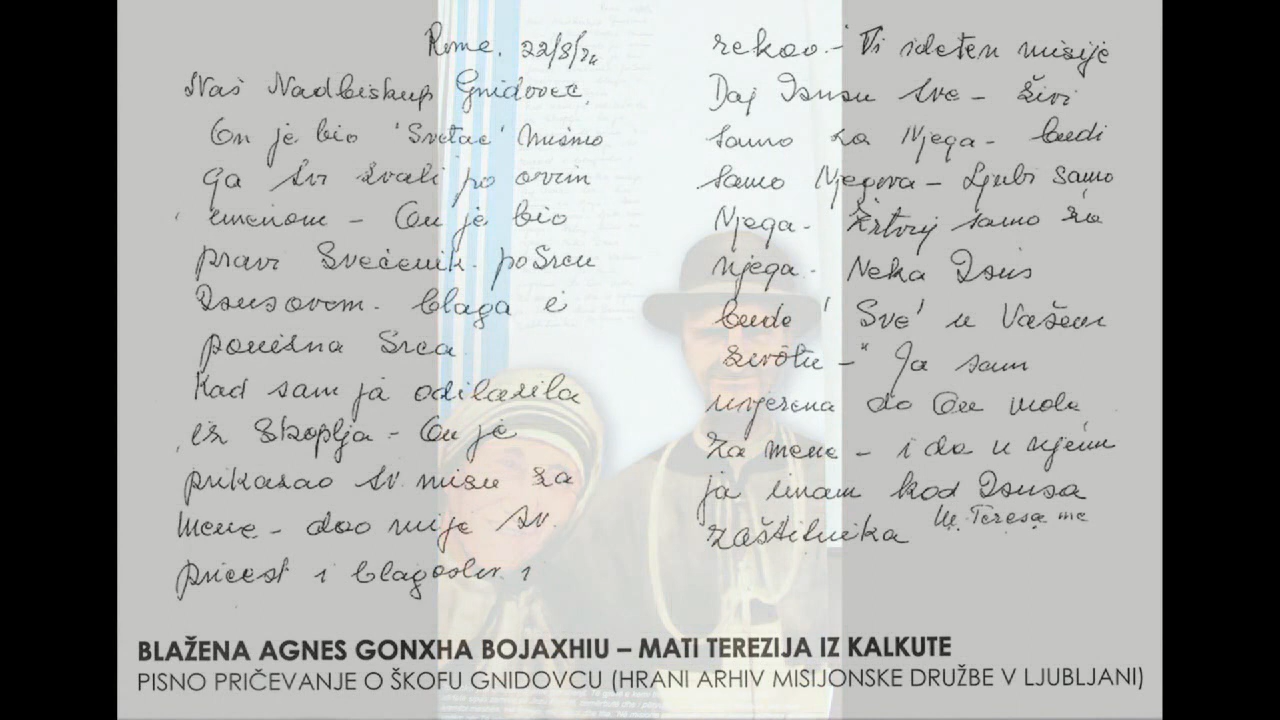 Rome. 22/8/74
Naš Nadbiskup Gnidovec.
On je bio 'Svetac' mi smo
ga svi zvali po ovim
imenom – On je bio
pravi Svećenik po Srcu
Isusovom. blaga i
ponizna Srca.
Kad sam ja odilazila
iz Skoplja – On je
prikazao sv. misu za
mene – dao mi je sv.
pričest i blagoslov i
rekao – Vi idete u misije
Daj Isusu sve – živi
samo za Njega – budi
samo Njegova – Ljubi samo
Njega – Žrtvuj samo za
njega – Neka Isus
bude 'Sve' u Vašem
životu –" Ja sam
uvjerena da On moli
za mene – i da u njemu
ja imam kod Isusa
zaštitnika
M. Teresa mc
BLAŽENA AGNES GONXHA BOJAXHIU – MATI TEREZIJA IZ KALKUTE
PISNO PRIČEVANJE O ŠKOFU GNIDOVCU (HRANI ARHIV MISIJONSKE DRUŽBE V LJUBLJANI)